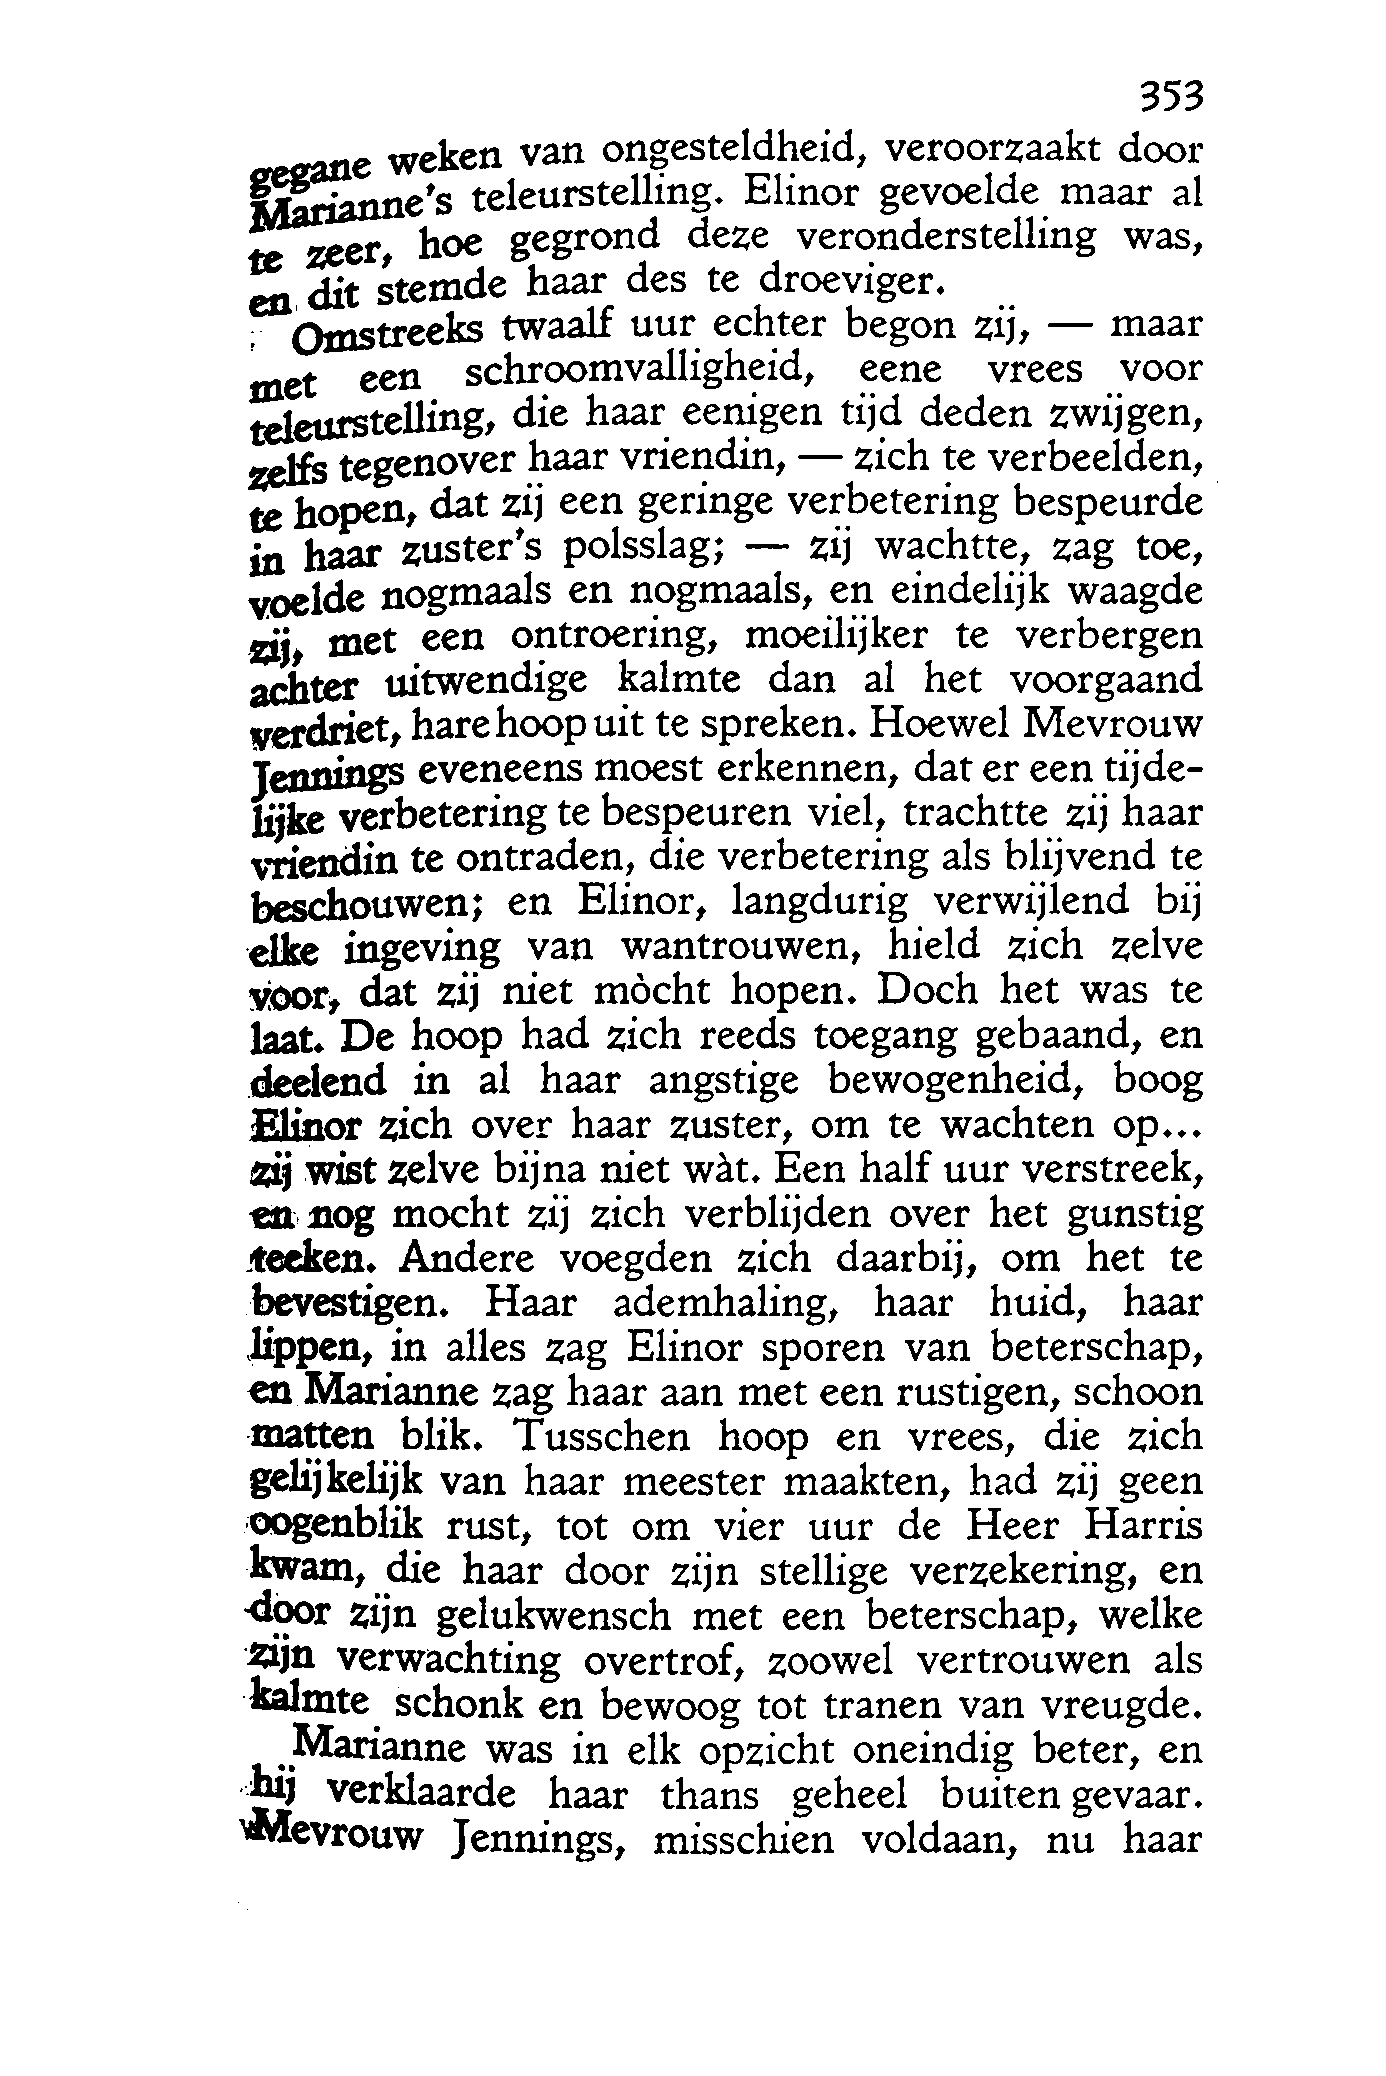 353
gegane weken van ongesteldheid, veroorzaakt door
Marianne's teleurstelling. Elinor gevoelde maar al
te zeer, hoe gegrond deze veronderstelling was,
en dit stemde haar des te droeviger.
Omstreeks twaalf uur echter begon zij, — maar
met een schroomvalligheid, eene vrees voor
teleurstelling, die haar eenigen tijd deden zwijgen,
zelfs tegenover haar vriendin, — zich te verbeelden,
te hopen, dat zij een geringe verbetering bespeurde
in haar zuster's polsslag; — zij wachtte, zag toe,
voelde nogmaals en nogmaals, en eindelijk waagde
zij, met een ontroering, moeilijker te verbergen
achter uitwendige kalmte dan al het voorgaand
verdriet, hare hoop uit te spreken. Hoewel Mevrouw
Jennings eveneens moest erkennen, dat er een tijde-
lijke verbetering te bespeuren viel, trachtte zij haar
vriendin te ontraden, die verbetering als blijvend te
beschouwen; en Elinor, langdurig verwijlend bij
elke ingeving van wantrouwen, hield zich zelve
voor, dat zij niet mòcht hopen. Doch het was te
laat. De hoop had zich reeds toegang gebaand, en
deelend in al haar angstige bewogenheid, boog
Elinor zich over haar zuster, om te wachten op...
zij wist zelve bijna niet wàt. Een half uur verstreek,
en nog mocht zij zich verblijden over het gunstig
teeken. Andere voegden zich daarbij, om het te
bevestigen. Haar ademhaling, haar huid, haar
lippen, in alles zag Elinor sporen van beterschap,
en Marianne zag haar aan met een rustigen, schoon
matten blik. Tusschen hoop en vrees, die zich
gelijkelijk van haar meester maakten, had zij geen
oogenblik rust, tot om vier uur de Heer Harris
kwam, die haar door zijn stellige verzekering, en
door zijn gelukwensch met een beterschap, welke
zijn verwachting overtrof, zoowel vertrouwen als
kalmte schonk en bewoog tot tranen van vreugde.
Marianne was in elk opzicht oneindig beter, en
hij verklaarde haar thans geheel buiten gevaar.
Mevrouw Jennings, misschien voldaan, nu haar